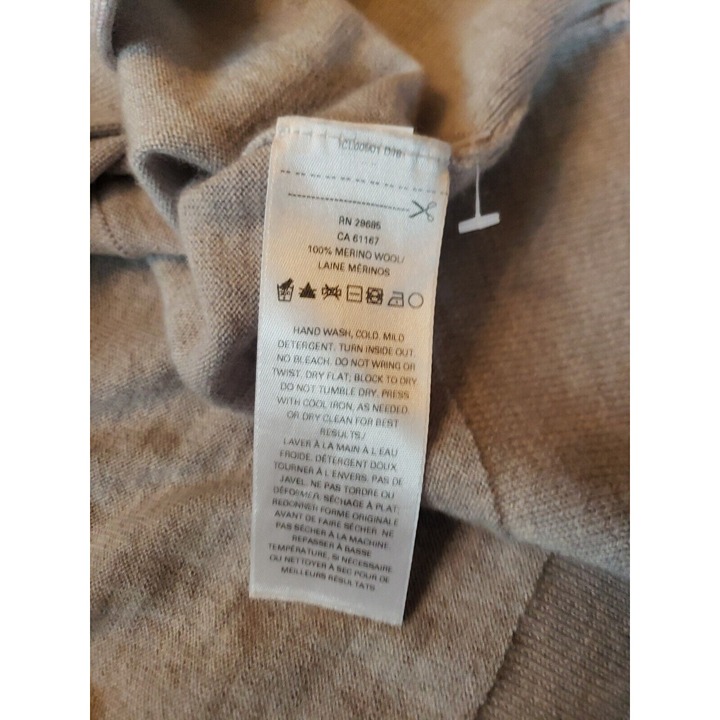 RN 29685
CA 61167
100% MERINO WOOL/
LAINE MÉRINOS
HAND WASH, COLD. MILD
DETERGENT. TURN INSIDE OUT.
NO BLEACH. DO NOT WRING OR
TWIST. DRY FLAT; BLOCK TO DRY.
DO NOT TUMBLE DRY. PRESS
WITH COOL IRON, AS NEEDED.
OR DRY CLEAN FOR BEST
RESULTS/
LAVER À LA MAIN À L'EAU
FROIDE. DÉTERGENT DOUX.
TOURNER À L'ENVERS. PAS DE
JAVEL. NE PAS TORDRE OU
DÉFORMER. SÉCHAGE À PLAT;
REDONNER FORME ORIGINALE
AVANT DE FAIRE SÉCHER. NE
PAS SÉCHER À LA MACHINE
REPASSER À BASSE
TEMPÉRATURE, SI NÉCESSAIRE.
OU NETTOYER À SEC POUR DE
MEILLEURS RÉSULTATS